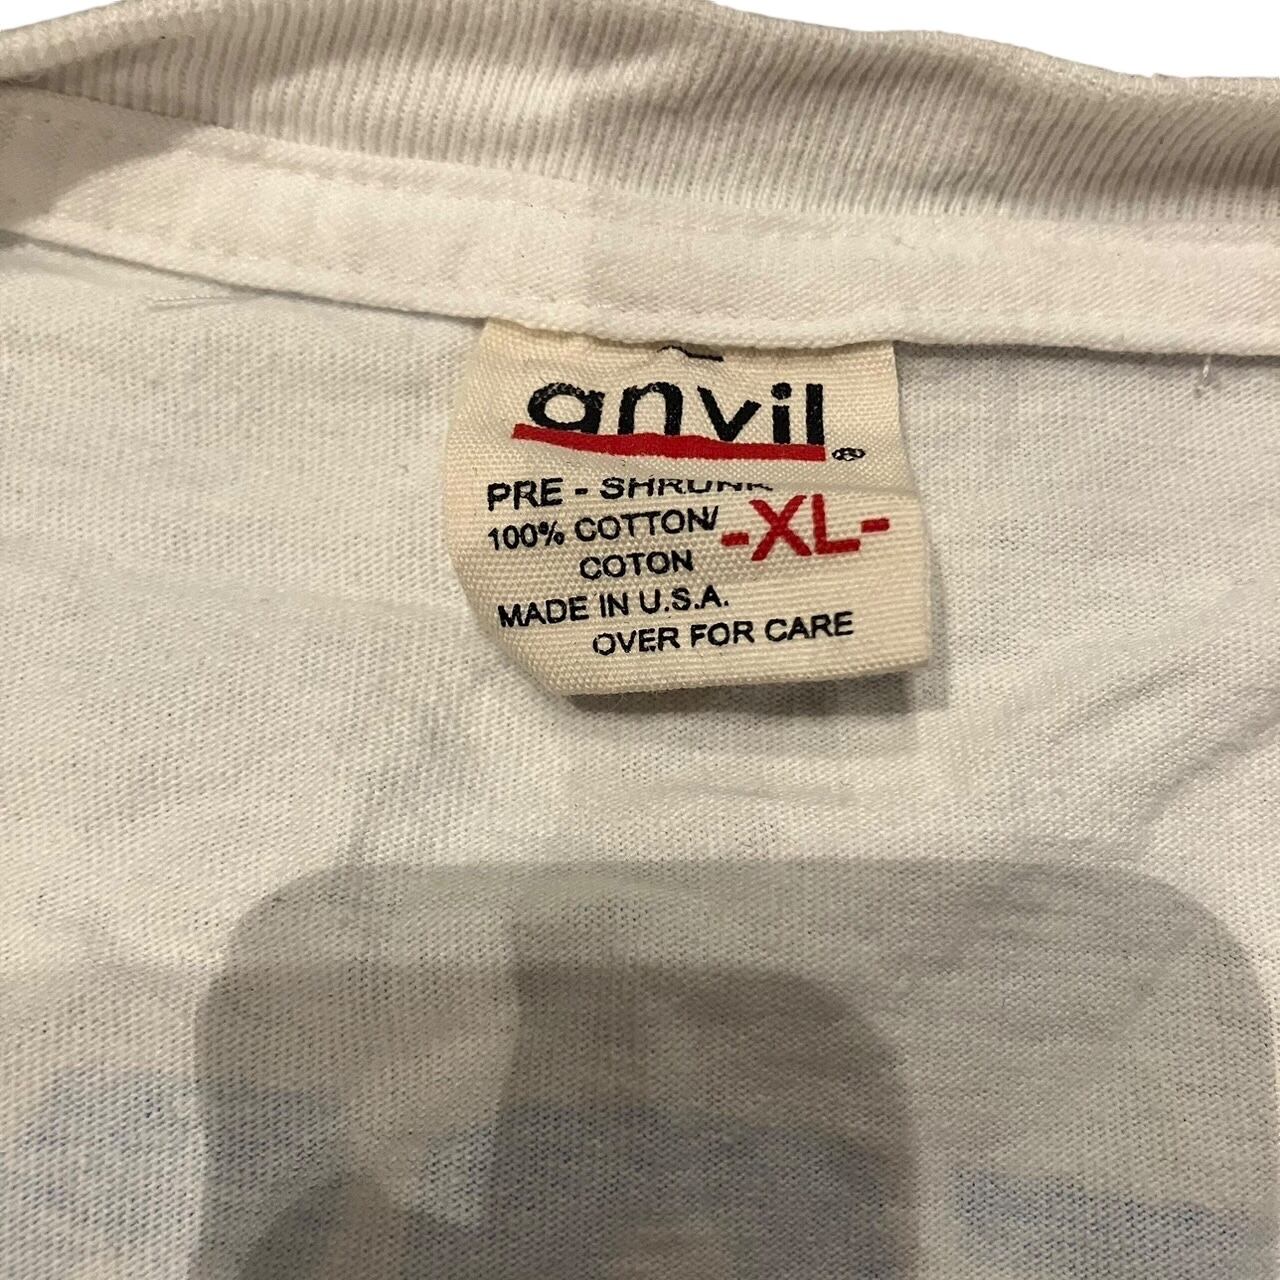 anvil®
PRE - SHRUNK
100% COTTON/ -XL-
COTON
MADE IN U.S.A.
OVER FOR CARE